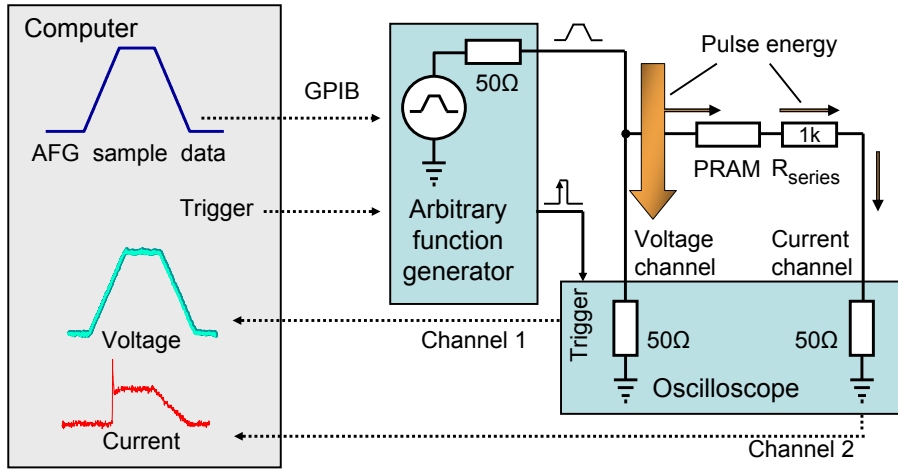 Computer
AFG sample data
GPIB
Trigger
Voltage
Current
50Ω
Arbitrary
function
generator
Pulse energy
PRAM
1k
Rseries
Voltage
channel
Current
channel
Trigger
50Ω
50Ω
Oscilloscope
Channel 1
Channel 2